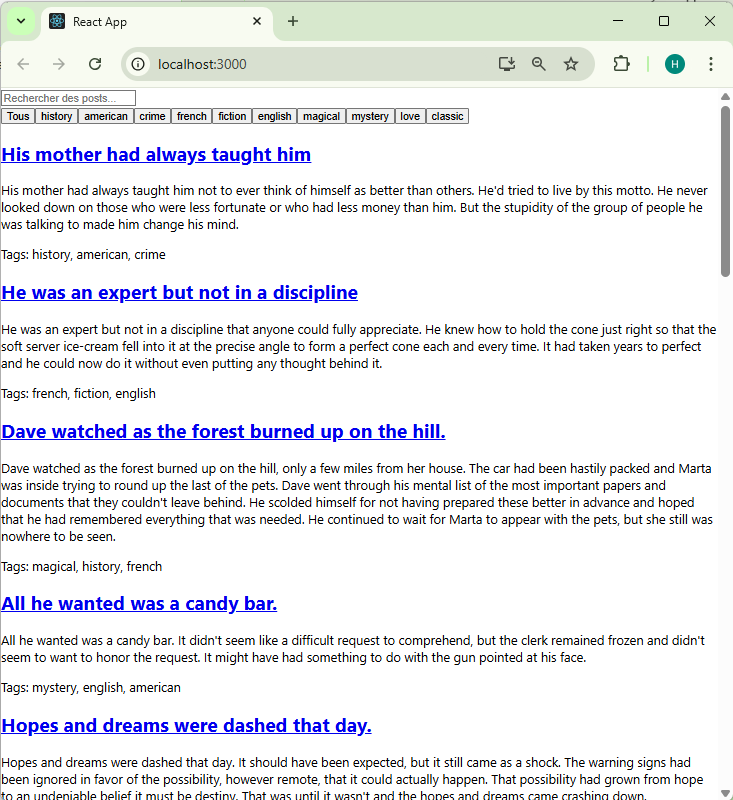 React App
localhost:3000
H
Rechercher des posts...
Tous history american crime french fiction english magical mystery love classic
His mother had always taught him
His mother had always taught him not to ever think of himself as better than others. He'd tried to live by this motto. He never
looked down on those who were less fortunate or who had less money than him. But the stupidity of the group of people he
was talking to made him change his mind.
Tags: history, american, crime
He was an expert but not in a discipline
He was an expert but not in a discipline that anyone could fully appreciate. He knew how to hold the cone just right so that the
soft server ice-cream fell into it at the precise angle to form a perfect cone each and every time. It had taken years to perfect
and he could now do it without even putting any thought behind it.
Tags: french, fiction, english
Dave watched as the forest burned up on the hill.
Dave watched as the forest burned up on the hill, only a few miles from her house. The car had been hastily packed and Marta
was inside trying to round up the last of the pets. Dave went through his mental list of the most important papers and
documents that they couldn't leave behind. He scolded himself for not having prepared these better in advance and hoped
that he had remembered everything that was needed. He continued to wait for Marta to appear with the pets, but she still was
nowhere to be seen.
Tags: magical, history, french
All he wanted was a candy bar.
All he wanted was a candy bar. It didn't seem like a difficult request to comprehend, but the clerk remained frozen and didn't
seem to want to honor the request. It might have had something to do with the gun pointed at his face.
Tags: mystery, english, american
Hopes and dreams were dashed that day.
Hopes and dreams were dashed that day. It should have been expected, but it still came as a shock. The warning signs had
been ignored in favor of the possibility, however remote, that it could actually happen. That possibility had grown from hope
to an undeniable belief it must be destiny. That was until it wasn't and the hopes and dreams came crashing down.